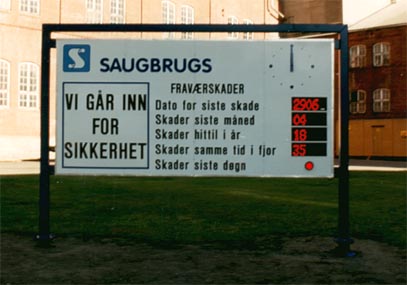 S SAUGBRUGS
VI GÅR INN
FOR
SIKKERHET
FRAVÆRSKADER
Dato for siste skade 2906
Skader siste måned 04
Skader hittil i år 18
Skader samme tid i fjor 35
Skader siste døgn